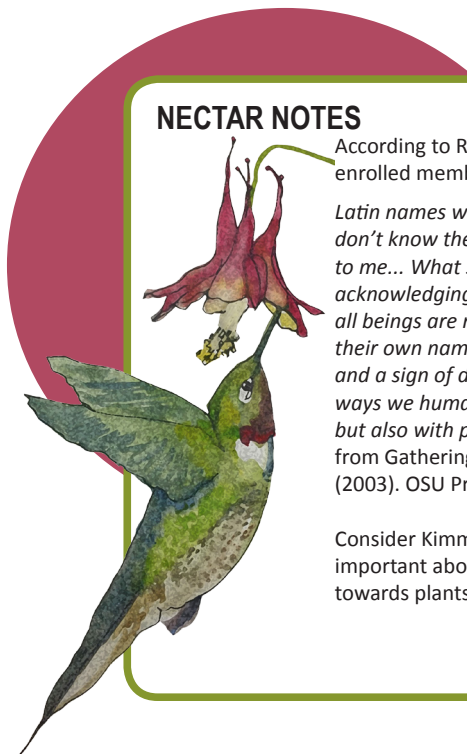 NECTAR NOTES
According to R
enrolled memb
Latin names w
don't know the
to me... What s
acknowledging
all beings are r
their own nam
and a sign of a
ways we huma
but also with p
from Gathering
(2003). OSU Pr
Consider Kimm
important abo
towards plants